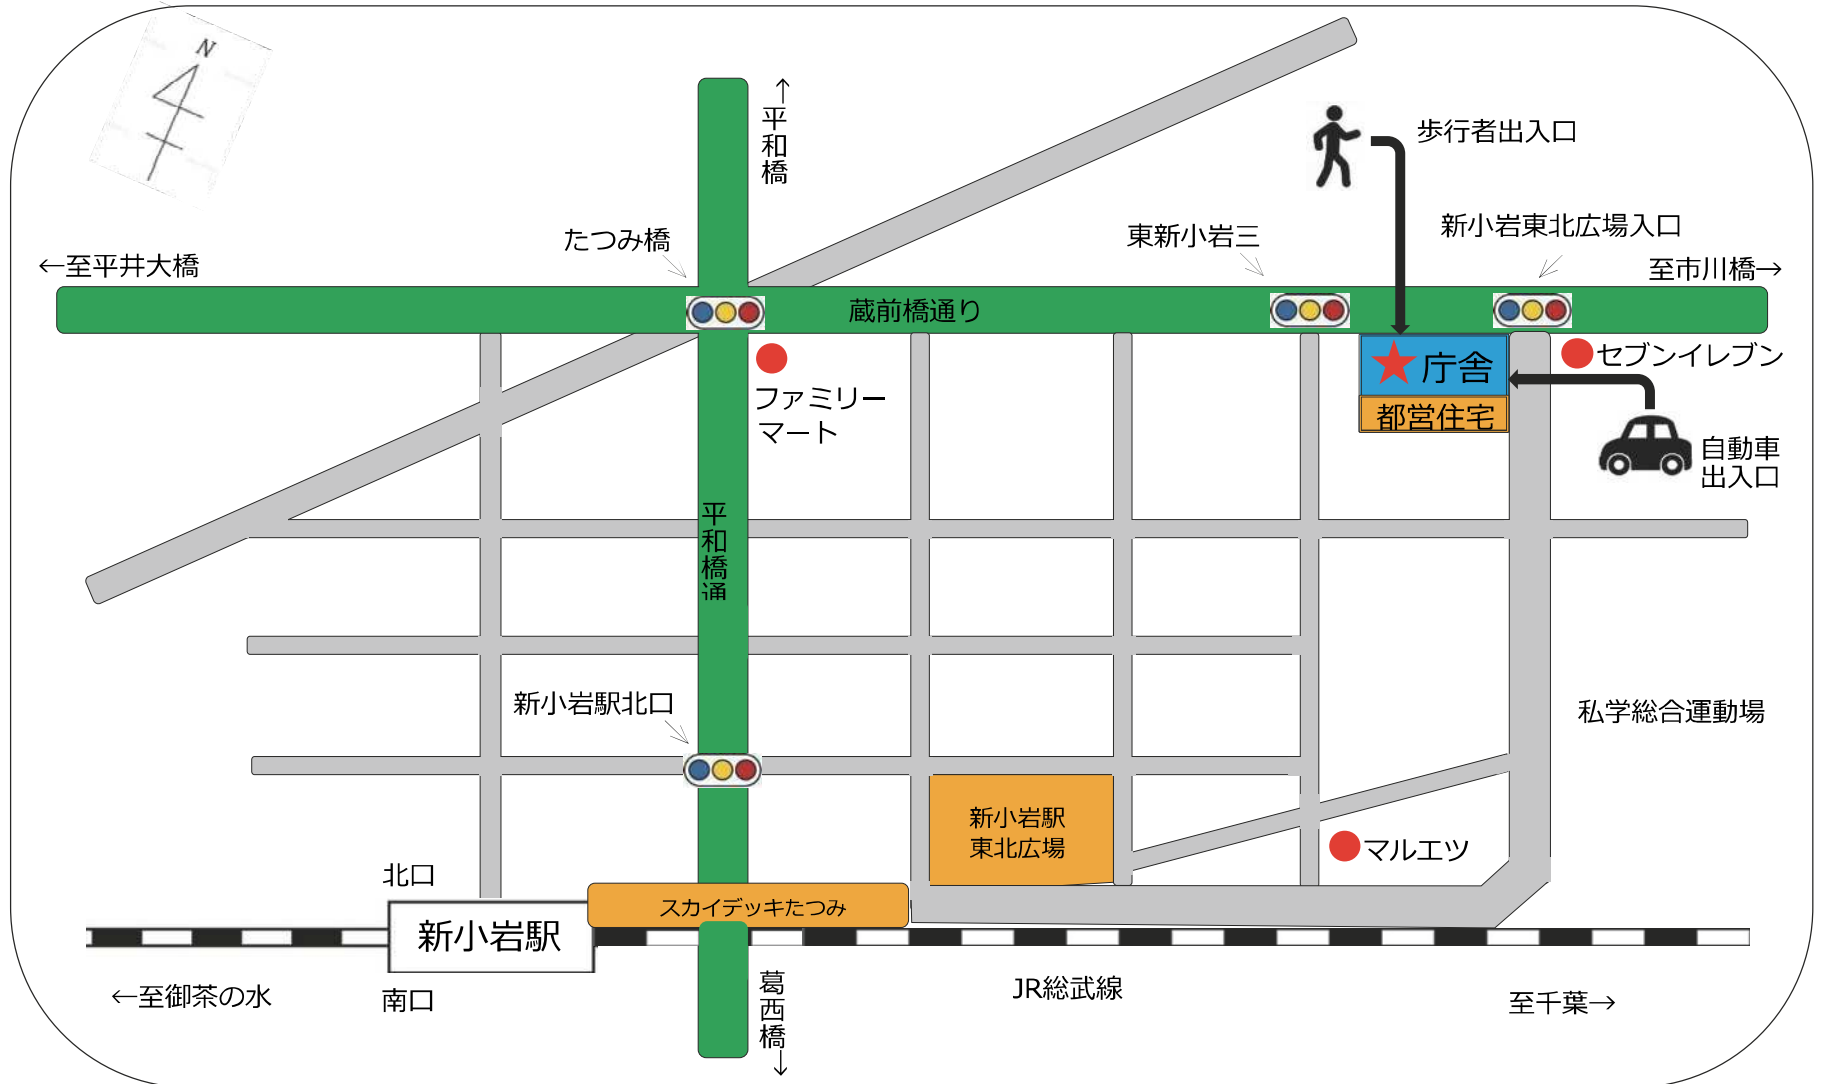 N
↑平和橋
歩行者出入口
たつみ橋
東新小岩三
新小岩東北広場入口
←至平井大橋
至市川橋→
蔵前橋通り
セブンイレブン
庁舎
ファミリー
マート
都営住宅
自動車
出入口
平和橋通
新小岩駅北口
私学総合運動場
新小岩駅
東北広場
マルエツ
北口
スカイデッキたつみ
新小岩駅
葛西橋↓
JR総武線
←至御茶の水
南口
至千葉→